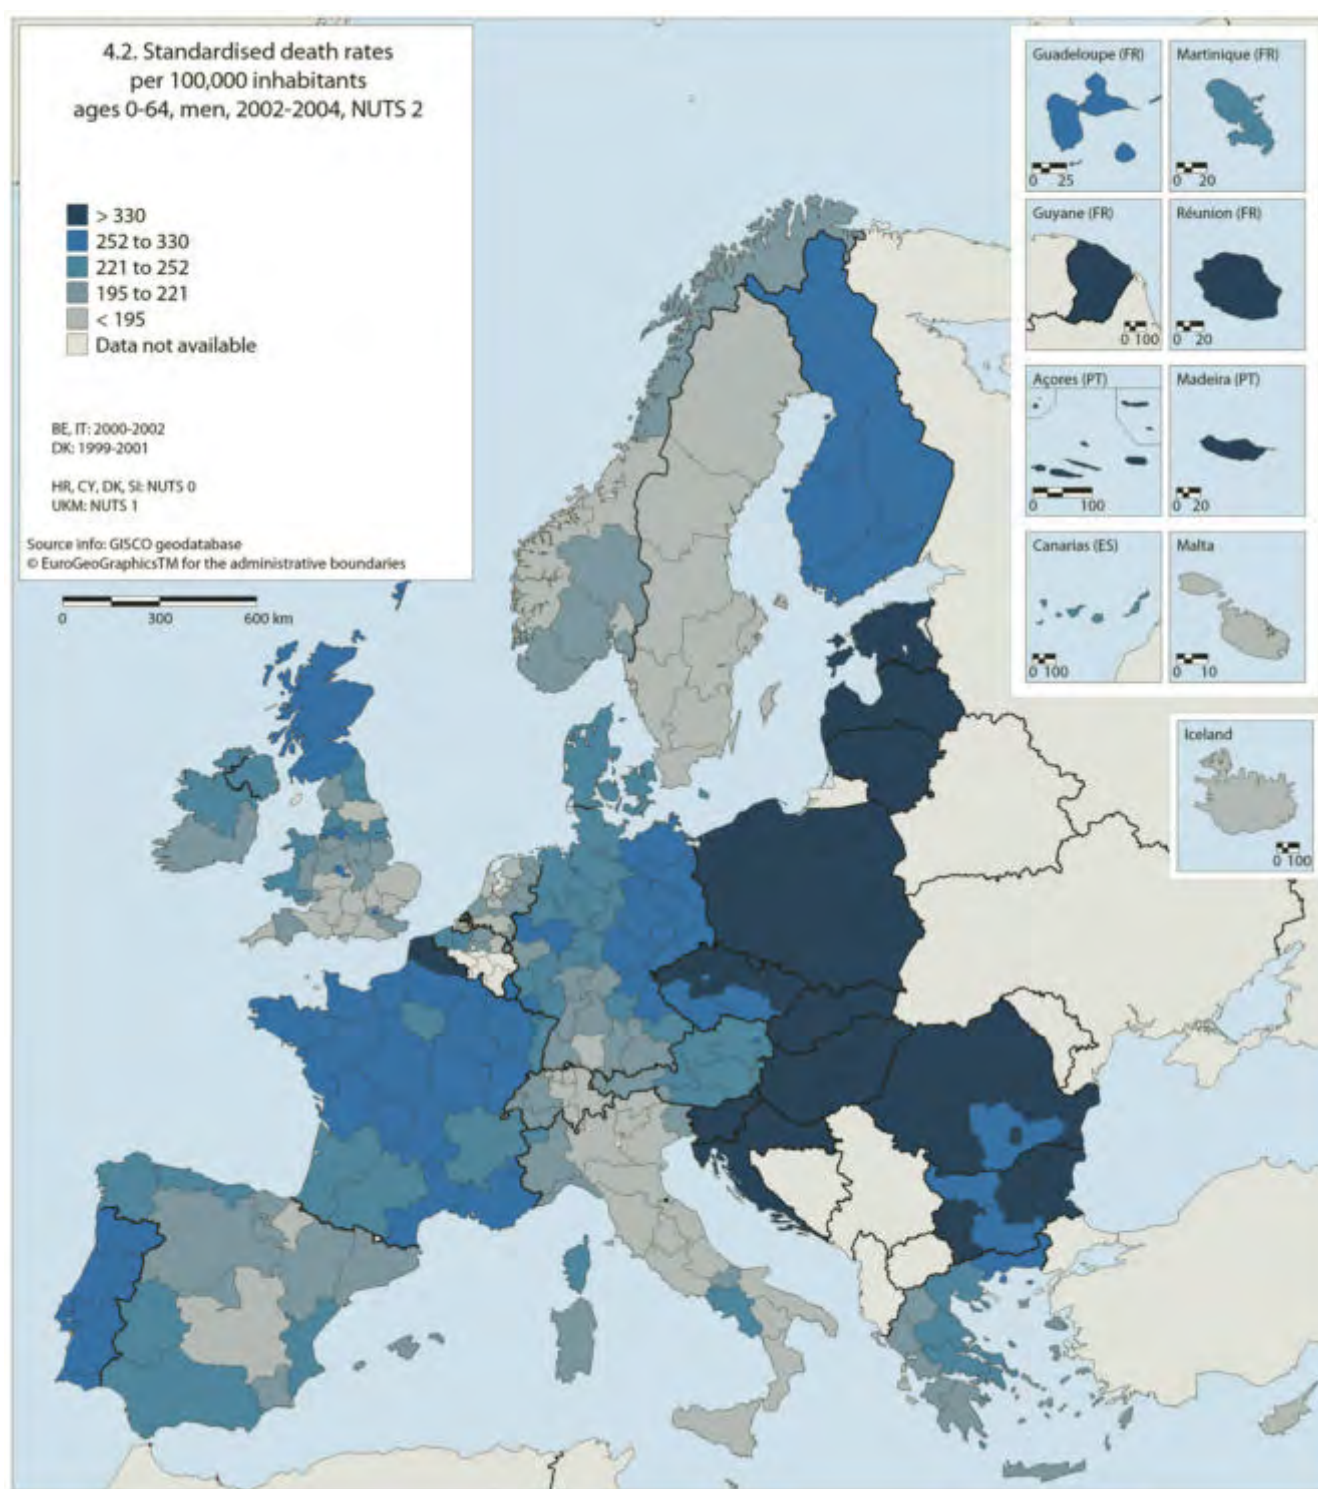 4.2. Standardised death rates
per 100,000 inhabitants
ages 0-64, men, 2002-2004, NUTS 2
> 330
252 to 330
221 to 252
195 to 221
< 195
Data not available
BE, IT: 2000-2002
DK: 1999-2001
HR, CY, DK, SI: NUTS 0
UKM: NUTS 1
Source info: GISCO geodatabase
© EuroGeoGraphicsTM for the administrative boundaries
0 300 600 km
Guadeloupe (FR)
0 25
Martinique (FR)
0 20
Guyane (FR)
0 100
Réunion (FR)
0 20
Açores (PT)
0 100
Madeira (PT)
0 20
Canarias (ES)
0 100
Malta
0 10
Iceland
0 100